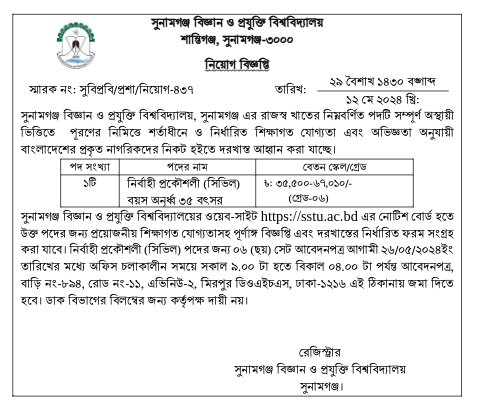 সুনামগঞ্জ বিজ্ঞান ও প্রযুক্তি বিশ্ববিদ্যালয়
শান্তিগঞ্জ, সুনামগঞ্জ-৩০০০
নিয়োগ বিজ্ঞপ্তি
স্মারক নং: সুবিপ্রবি/প্রশা/নিয়োগ-৪৩৭
তারিখ: ২৯ বৈশাখ ১৪৩০ বঙ্গাব্দ
১২ মে ২০২৪ খ্রি:
সুনামগঞ্জ বিজ্ঞান ও প্রযুক্তি বিশ্ববিদ্যালয়, সুনামগঞ্জ এর রাজস্ব খাতের নিম্নবর্ণিত পদটি সম্পূর্ণ অস্থায়ী
ভিত্তিতে পূরণের নিমিত্তে শর্তাধীনে ও নির্ধারিত শিক্ষাগত যোগ্যতা এবং অভিজ্ঞতা অনুযায়ী
বাংলাদেশের প্রকৃত নাগরিকদের নিকট হইতে দরখাস্ত আহ্বান করা যাচ্ছে।
পদ সংখ্যা পদের নাম বেতন স্কেল/গ্রেড
১টি নির্বাহী প্রকৌশলী (সিভিল) ৳: ৩৫,৫০০-৬৭,০১০/-
বয়স অনূর্ধ্ব ৩৫ বৎসর (গ্রেড-০৬)
সুনামগঞ্জ বিজ্ঞান ও প্রযুক্তি বিশ্ববিদ্যালয়ের ওয়েব-সাইট https://sstu.ac.bd এর নোটিশ বোর্ড হতে
উক্ত পদের জন্য প্রয়োজনীয় শিক্ষাগত যোগ্যতাসহ পূর্ণাঙ্গ বিজ্ঞপ্তি এবং দরখাস্তের নির্ধারিত ফরম সংগ্রহ
করা যাবে। নির্বাহী প্রকৌশলী (সিভিল) পদের জন্য ০৬ (ছয়) সেট আবেদনপত্র আগামী ২৬/০৫/২০২৪ইং
তারিখের মধ্যে অফিস চলাকালীন সময়ে সকাল ৯.০০ টা হতে বিকাল ০৪.০০ টা পর্যন্ত আবেদনপত্র,
বাড়ি নং-৮৯৪, রোড নং-১১, এভিনিউ-২, মিরপুর ডিওএইচএস, ঢাকা-১২১৬ এই ঠিকানায় জমা দিতে
হবে। ডাক বিভাগের বিলম্বের জন্য কর্তৃপক্ষ দায়ী নয়।
রেজিস্ট্রার
সুনামগঞ্জ বিজ্ঞান ও প্রযুক্তি বিশ্ববিদ্যালয়
সুনামগঞ্জ।